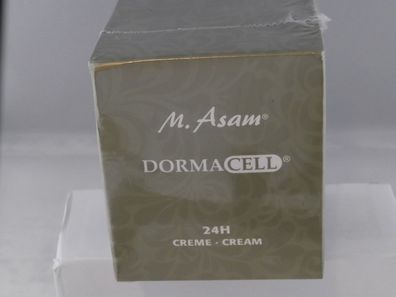 M. Asam®
DORMACELL®
24H
CREME - CREAM